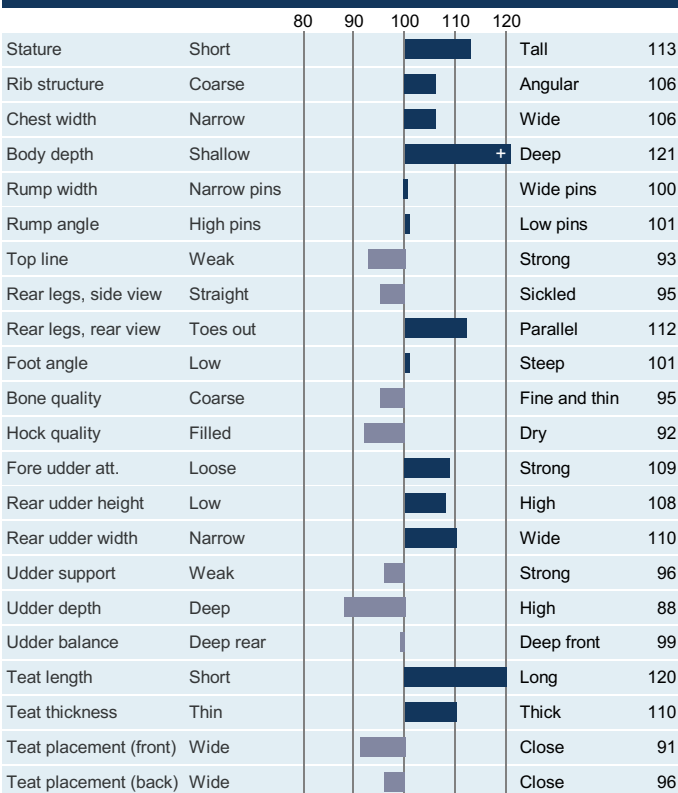 80 90 100 110 120
Stature Short Tall 113
Rib structure Coarse Angular 106
Chest width Narrow Wide 106
Body depth Shallow + Deep 121
Rump width Narrow pins Wide pins 100
Rump angle High pins Low pins 101
Top line Weak Strong 93
Rear legs, side view Straight Sickled 95
Rear legs, rear view Toes out Parallel 112
Foot angle Low Steep 101
Bone quality Coarse Fine and thin 95
Hock quality Filled Dry 92
Fore udder att. Loose Strong 109
Rear udder height Low High 108
Rear udder width Narrow Wide 110
Udder support Weak Strong 96
Udder depth Deep High 88
Udder balance Deep rear Deep front 99
Teat length Short Long 120
Teat thickness Thin Thick 110
Teat placement (front) Wide Close 91
Teat placement (back) Wide Close 96